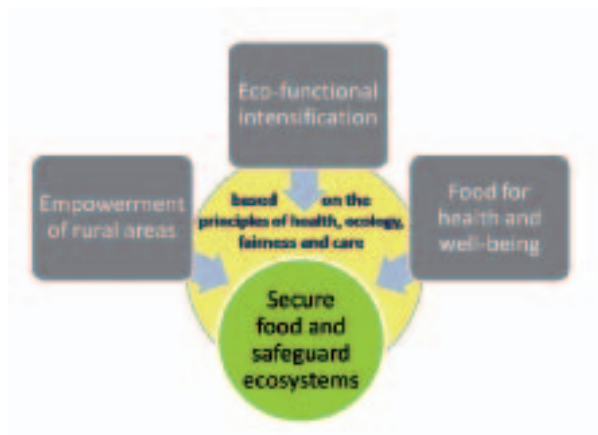 Eco-functional
intensification
Empowerment
of rural areas
Food for
health and
well-being
based on the
principles of health, ecology,
fairness and care
Secure
food and
safeguard
ecosystems